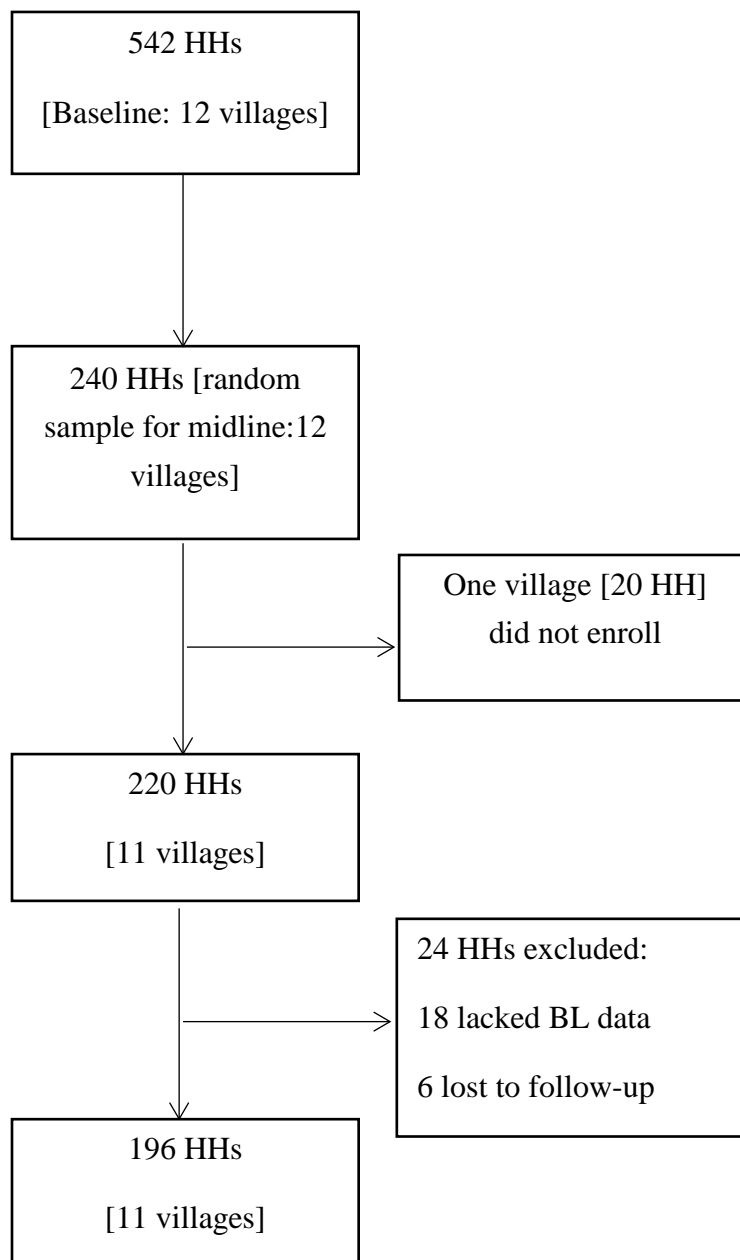 542 HHs
[Baseline: 12 villages]
240 HHs [random
sample for midline:12
villages]
One village [20 HH]
did not enroll
220 HHs
[11 villages]
24 HHs excluded:
18 lacked BL data
6 lost to follow-up
196 HHs
[11 villages]